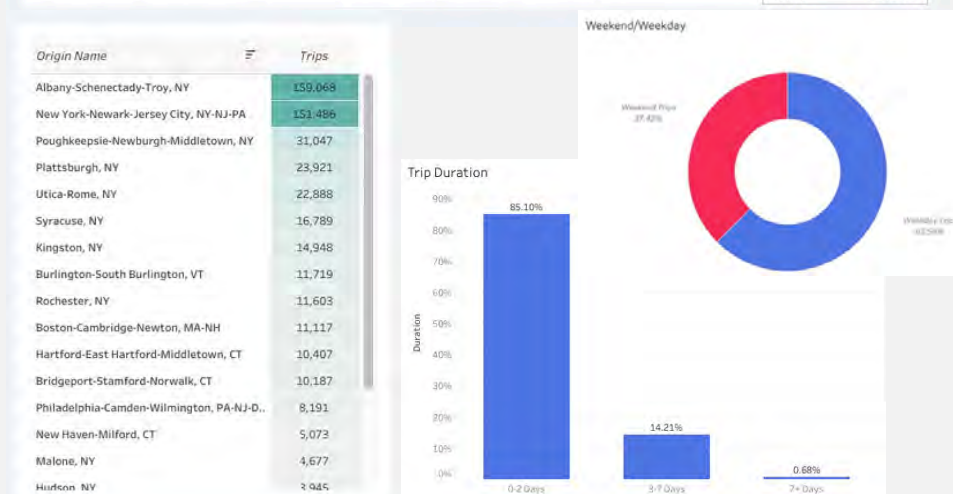 Origin Name Trips
Albany-Schenectady-Troy, NY 159,068
New York-Newark-Jersey City, NY-NJ-PA 151,486
Poughkeepsie-Newburgh-Middletown, NY 31,047
Plattsburgh, NY 23,921
Utica-Rome, NY 22,888
Syracuse, NY 16,789
Kingston, NY 14,948
Burlington-South Burlington, VT 11,719
Rochester, NY 11,603
Boston-Cambridge-Newton, MA-NH 11,117
Hartford-East Hartford-Middletown, CT 10,407
Bridgeport-Stamford-Norwalk, CT 10,187
Philadelphia-Camden-Wilmington, PA-NJ-D.. 8,191
New Haven-Milford, CT 5,073
Malone, NY 4,677
Hudson, NY 3,945
Weekend/Weekday
Weekend Trips
37.42%
Weekday
Trip Duration
Duration
90%
80%
70%
60%
50%
40%
30%
20%
10%
0%
85.10%
14.21%
0.68%
0-2 Days
3-7 Days
7+ Days